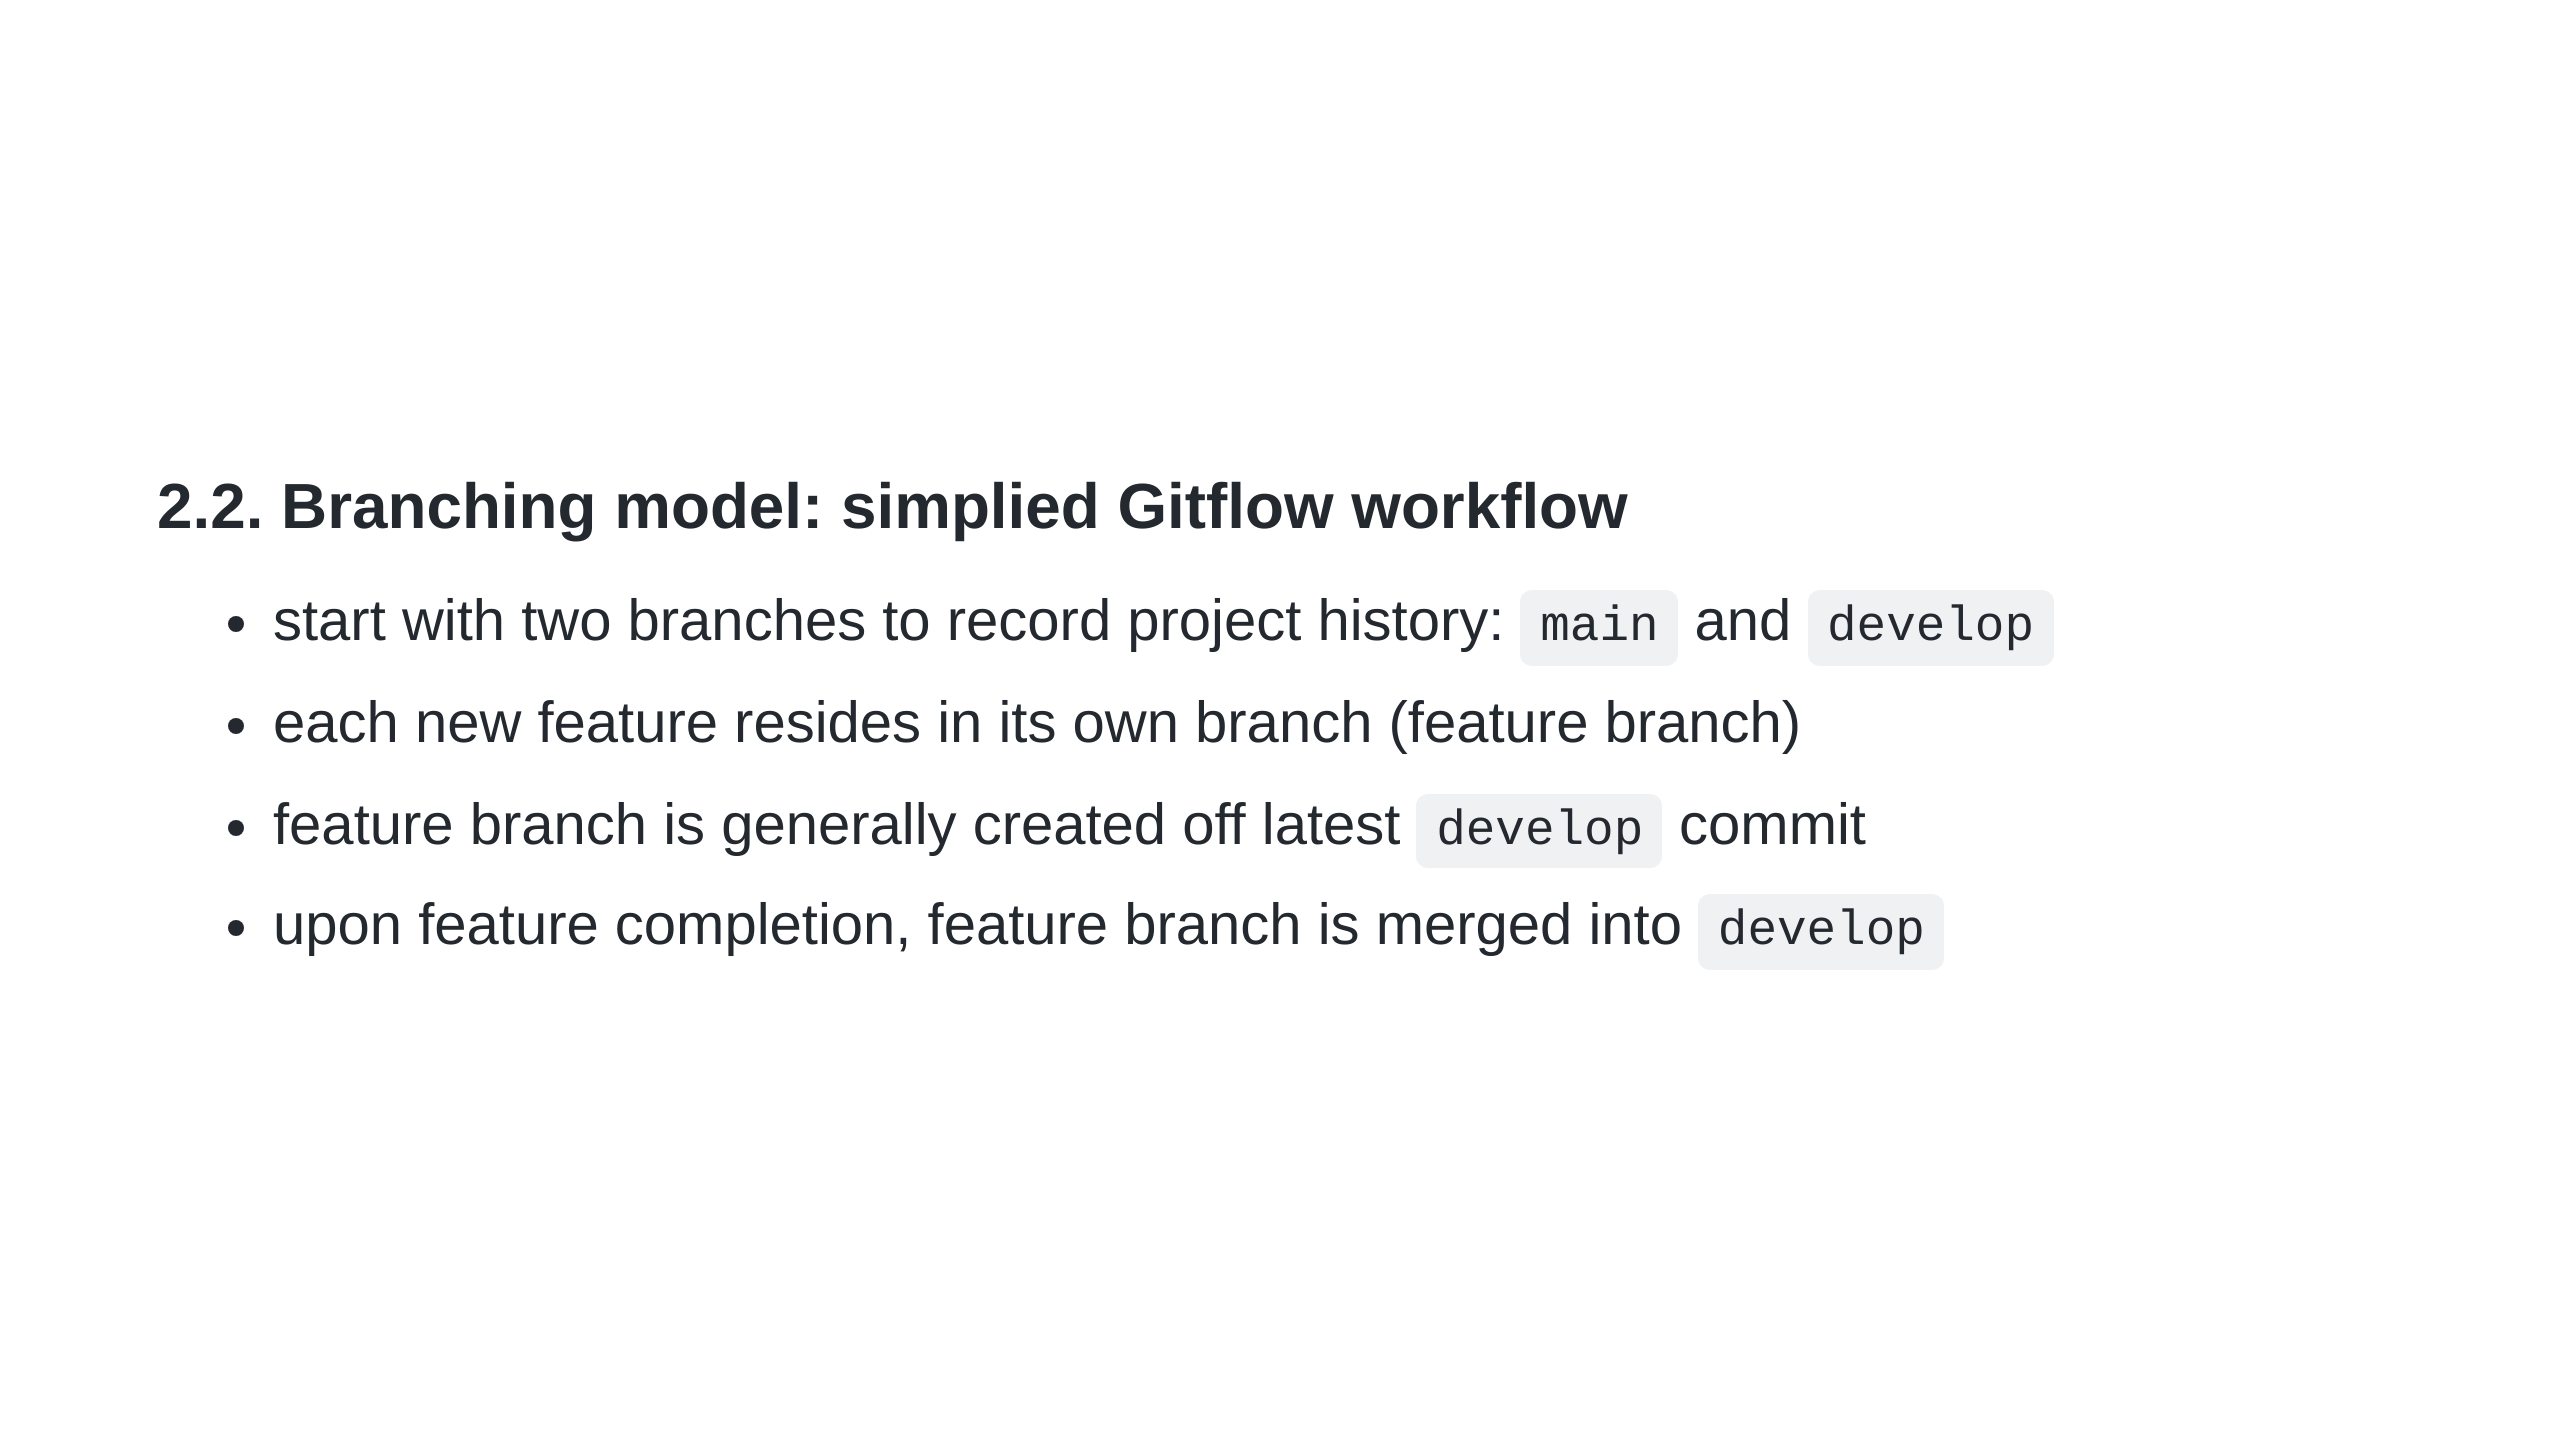 2.2. Branching model: simplied Gitflow workflow
• start with two branches to record project history: main and develop
• each new feature resides in its own branch (feature branch)
• feature branch is generally created off latest develop commit
• upon feature completion, feature branch is merged into develop